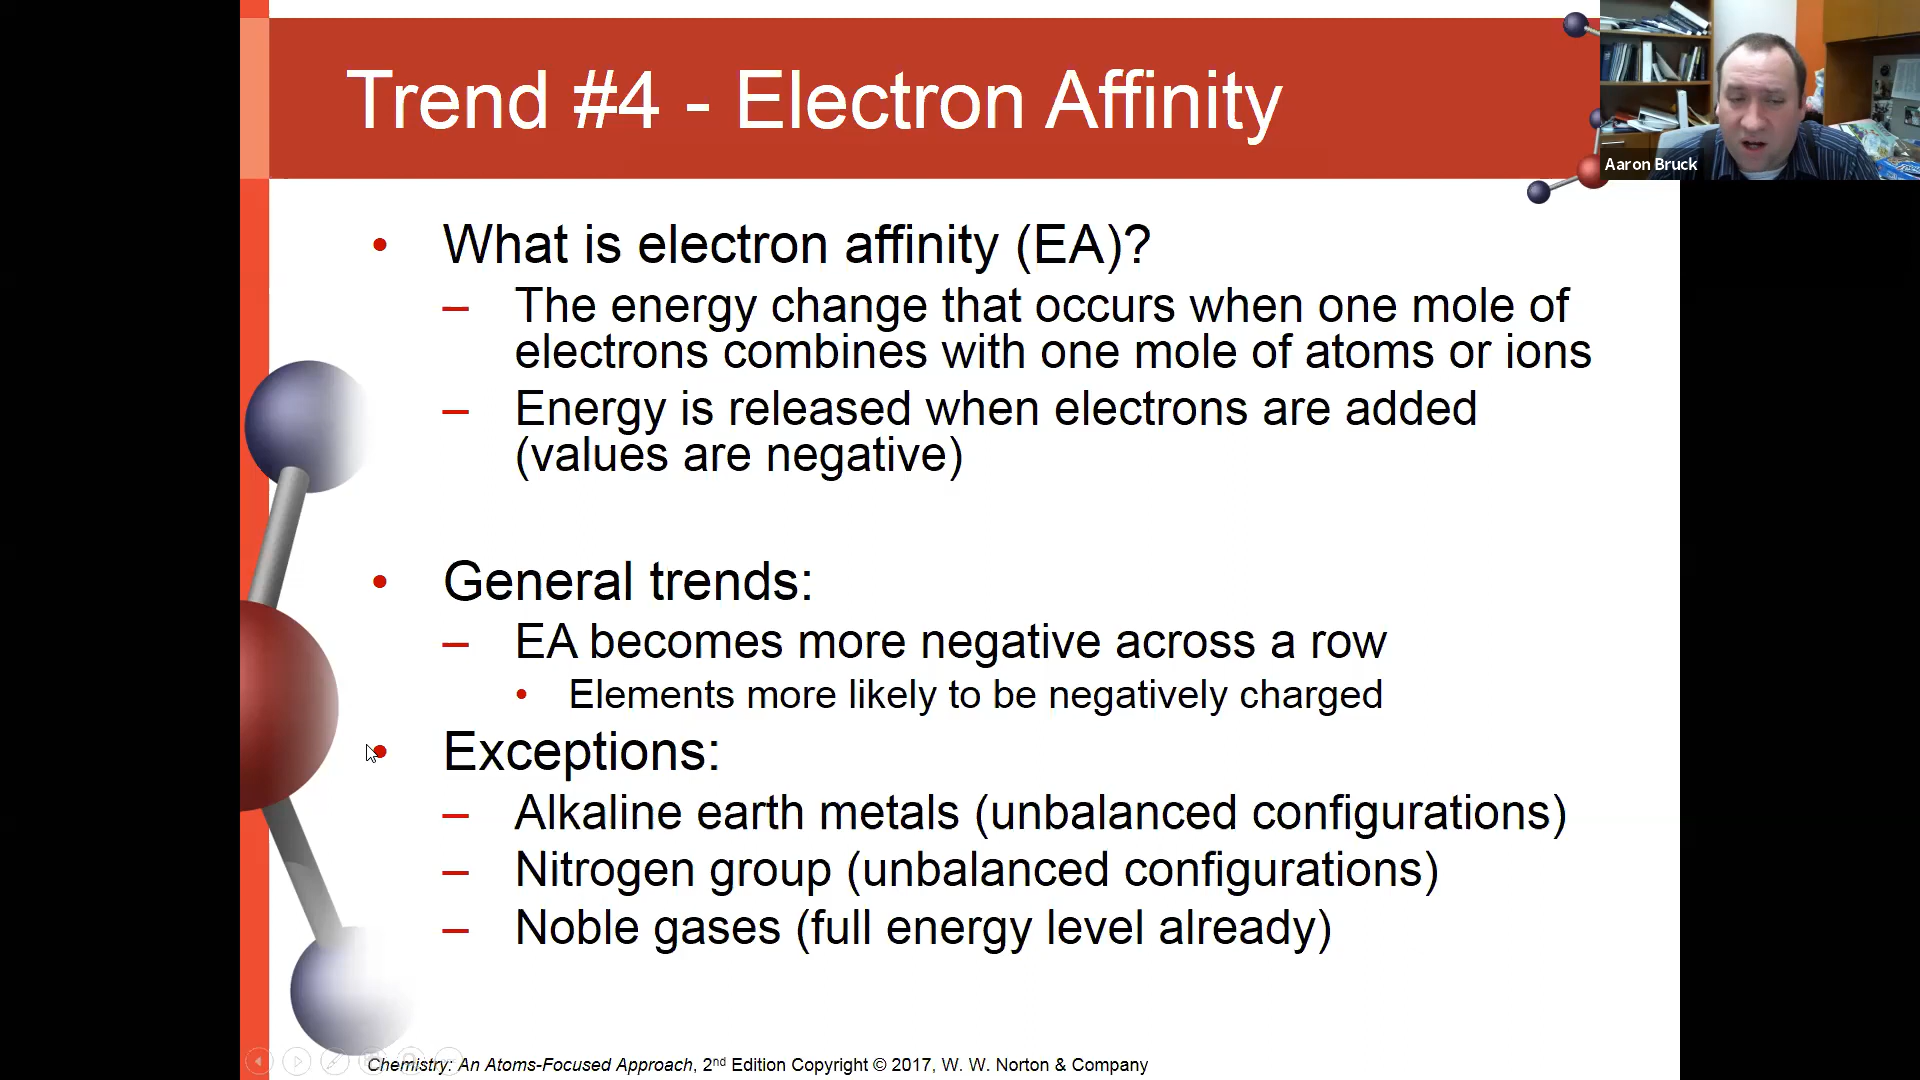 Trend #4 - Electron Affinity
Aaron Bruck
• What is electron affinity (EA)?
– The energy change that occurs when one mole of
electrons combines with one mole of atoms or ions
– Energy is released when electrons are added
(values are negative)
• General trends:
– EA becomes more negative across a row
• Elements more likely to be negatively charged
• Exceptions:
– Alkaline earth metals (unbalanced configurations)
– Nitrogen group (unbalanced configurations)
– Noble gases (full energy level already)
Chemistry: An Atoms-Focused Approach, 2nd Edition Copyright © 2017, W. W. Norton & Company